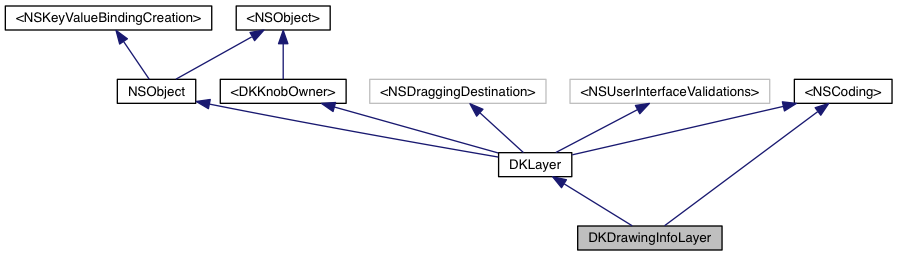 <NSKeyValueBindingCreation>
<NSObject>
NSObject
<DKKnobOwner>
<NSDraggingDestination>
<NSUserInterfaceValidations>
<NSCoding>
DKLayer
DKDrawingInfoLayer